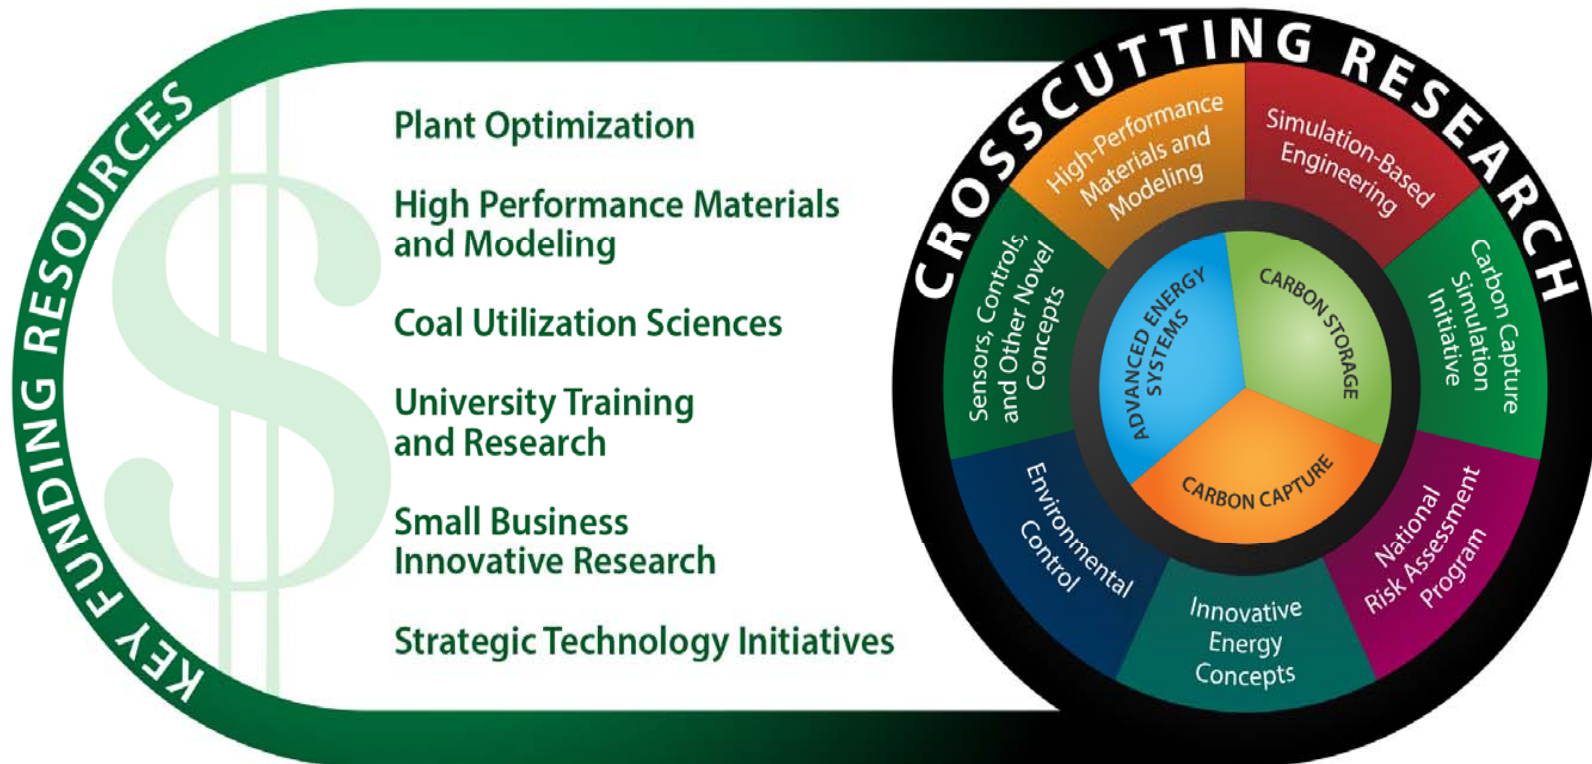 KEY FUNDING RESOURCES
$
Plant Optimization
High Performance Materials
and Modeling
Coal Utilization Sciences
University Training
and Research
Small Business
Innovative Research
Strategic Technology Initiatives
CROSSCUTTING RESEARCH
High-Performance
Materials and
Modeling
Simulation-Based
Engineering
Carbon Capture
Simulation
Initiative
National
Risk Assessment
Program
Innovative
Energy
Concepts
Environmental
Control
Sensors, Controls,
and Other Novel
Concepts
ADVANCED ENERGY
SYSTEMS
CARBON STORAGE
CARBON CAPTURE